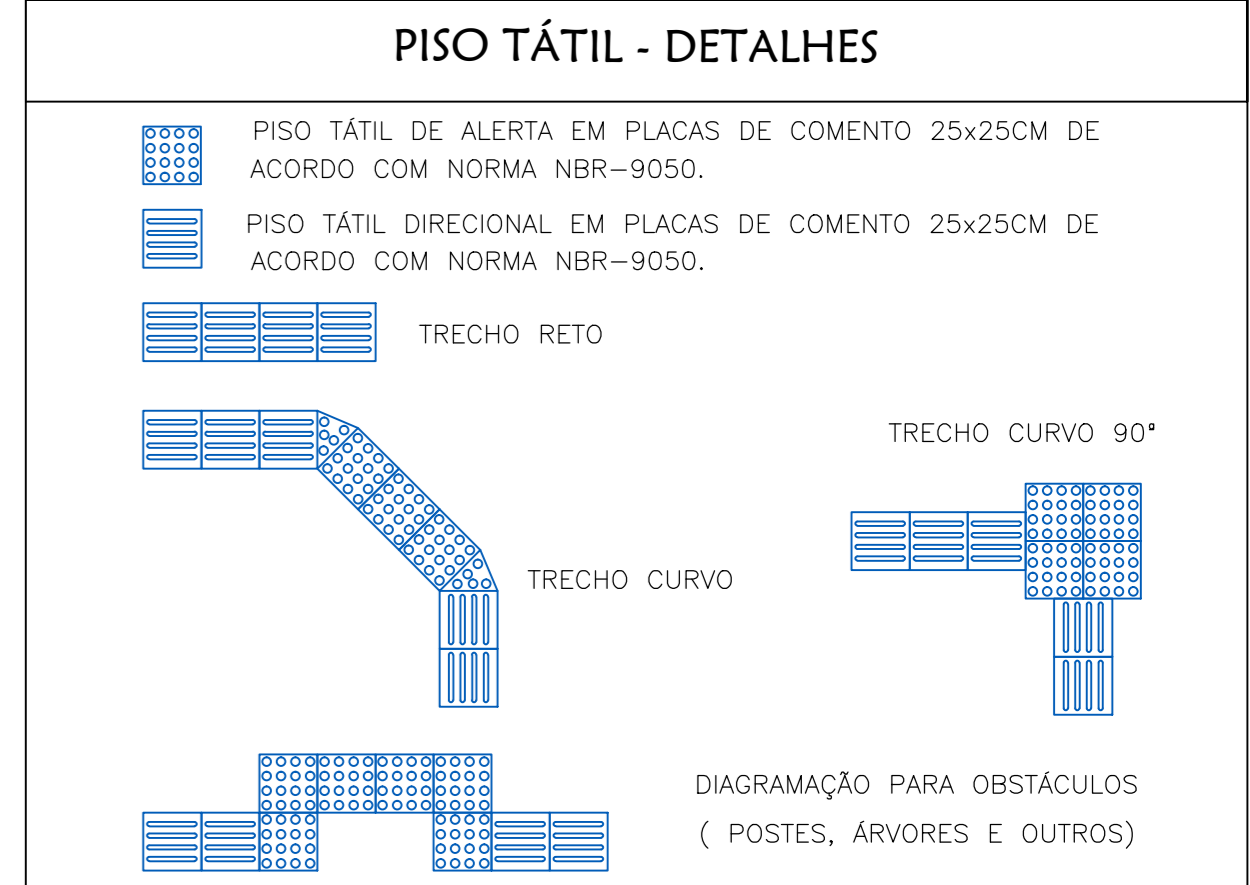 PISO TÁTIL - DETALHES
PISO TÁTIL DE ALERTA EM PLACAS DE COMENTO 25x25CM DE
ACORDO COM NORMA NBR-9050.
PISO TÁTIL DIRECIONAL EM PLACAS DE COMENTO 25x25CM DE
ACORDO COM NORMA NBR-9050.
TRECHO RETO
TRECHO CURVO 90ª
TRECHO CURVO
DIAGRAMAÇÃO PARA OBSTÁCULOS
( POSTES, ÁRVORES E OUTROS)